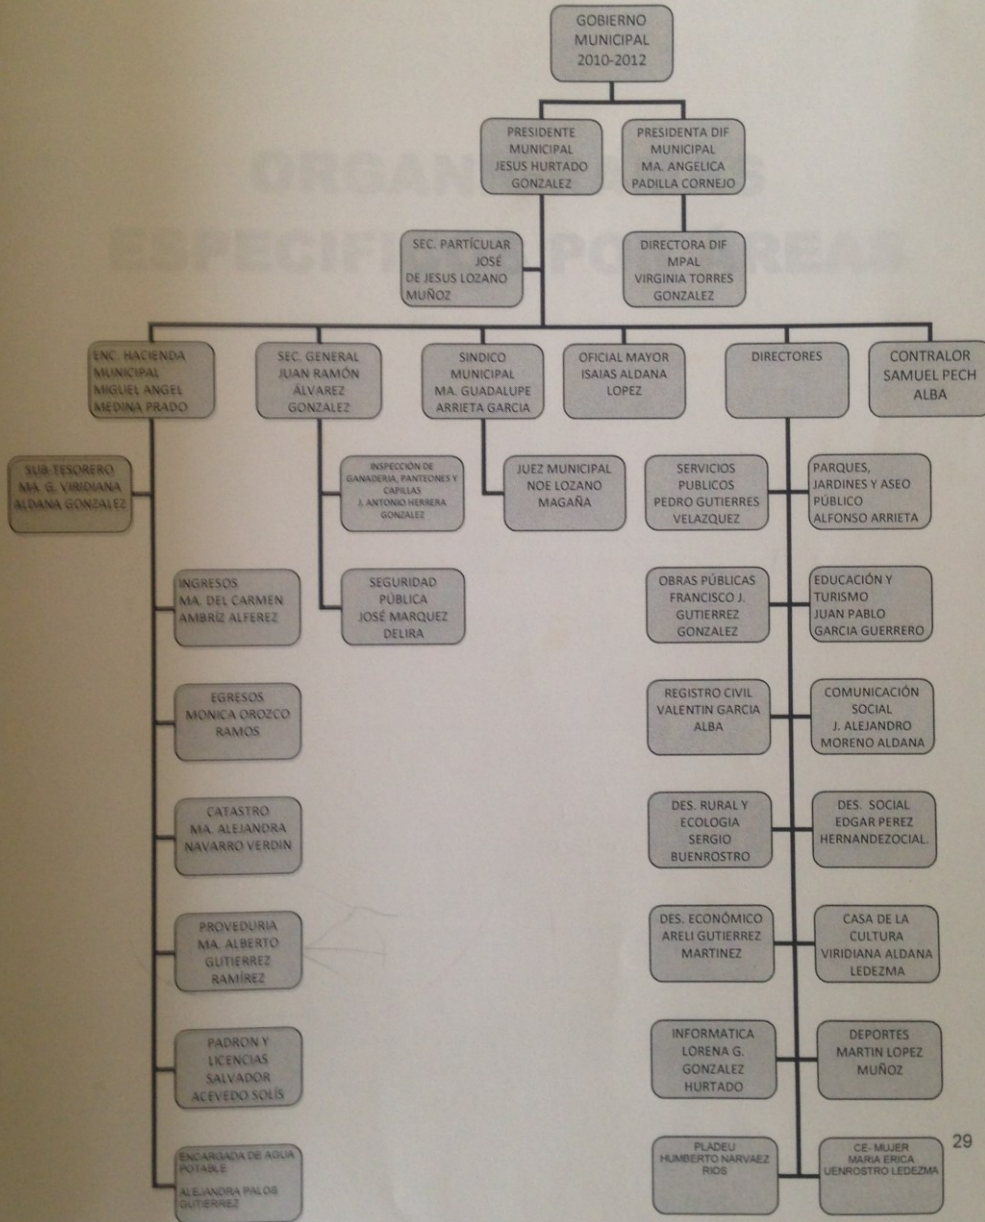 GOBIERNO
MUNICIPAL
2010-2012
PRESIDENTE
MUNICIPAL
JESUS HURTADO
GONZALEZ
PRESIDENTA DIF
MUNICIPAL
MA. ANGELICA
PADILLA CORNEJO
SEC. PARTÍCULAR
JOSÉ
DE JESUS LOZANO
MUÑOZ
DIRECTORA DIF
MPAL
VIRGINIA TORRES
GONZALEZ
ENC. HACIENDA
MUNICIPAL
MIGUEL ANGEL
MEDINA PRADO
SEC. GENERAL
JUAN RAMÓN
ÁLVAREZ
GONZALEZ
SINDICO
MUNICIPAL
MA. GUADALUPE
ARRIETA GARCIA
OFICIAL MAYOR
ISAIAS ALDANA
LOPEZ
DIRECTORES
CONTRALOR
SAMUEL PECH
ALBA
SUB-TESORERO
MA. G. VIRIDIANA
ALDANA GONZALEZ
INSPECCIÓN DE
GANADERIA, PANTEONES Y
CAPILLAS
J. ANTONIO HERRERA
GONZALEZ
JUEZ MUNICIPAL
NOE LOZANO
MAGAÑA
SERVICIOS
PUBLICOS
PEDRO GUTIERRES
VELAZQUEZ
PARQUES,
JARDINES Y ASEO
PÚBLICO
ALFONSO ARRIETA
INGRESOS
MA. DEL CARMEN
AMBRÍZ ALFEREZ
SEGURIDAD
PÚBLICA
JOSÉ MARQUEZ
DELIRA
OBRAS PÚBLICAS
FRANCISCO J.
GUTIERREZ
GONZALEZ
EDUCACIÓN Y
TURISMO
JUAN PABLO
GARCIA GUERRERO
EGRESOS
MONICA OROZCO
RAMOS
REGISTRO CIVIL
VALENTIN GARCIA
ALBA
COMUNICACIÓN
SOCIAL
J. ALEJANDRO
MORENO ALDANA
CATASTRO
MA. ALEJANDRA
NAVARRO VERDIN
DES. RURAL Y
ECOLOGIA
SERGIO
BUENROSTRO
DES. SOCIAL
EDGAR PEREZ
HERNANDEZOCIAL.
PROVEDURIA
MA. ALBERTO
GUTIERREZ
RAMÍREZ
DES. ECONÓMICO
ARELI GUTIERREZ
MARTINEZ
CASA DE LA
CULTURA
VIRIDIANA ALDANA
LEDEZMA
PADRON Y
LICENCIAS
SALVADOR
ACEVEDO SOLÍS
INFORMATICA
LORENA G.
GONZALEZ
HURTADO
DEPORTES
MARTIN LOPEZ
MUÑOZ
ENCARGADA DE AGUA
POTABLE
ALEJANDRA PALOS
GUTIERREZ
PLADEU
HUMBERTO NARVAEZ
RIOS
CE- MUJER
MARIA ERICA
UENROSTRO LEDEZMA
29